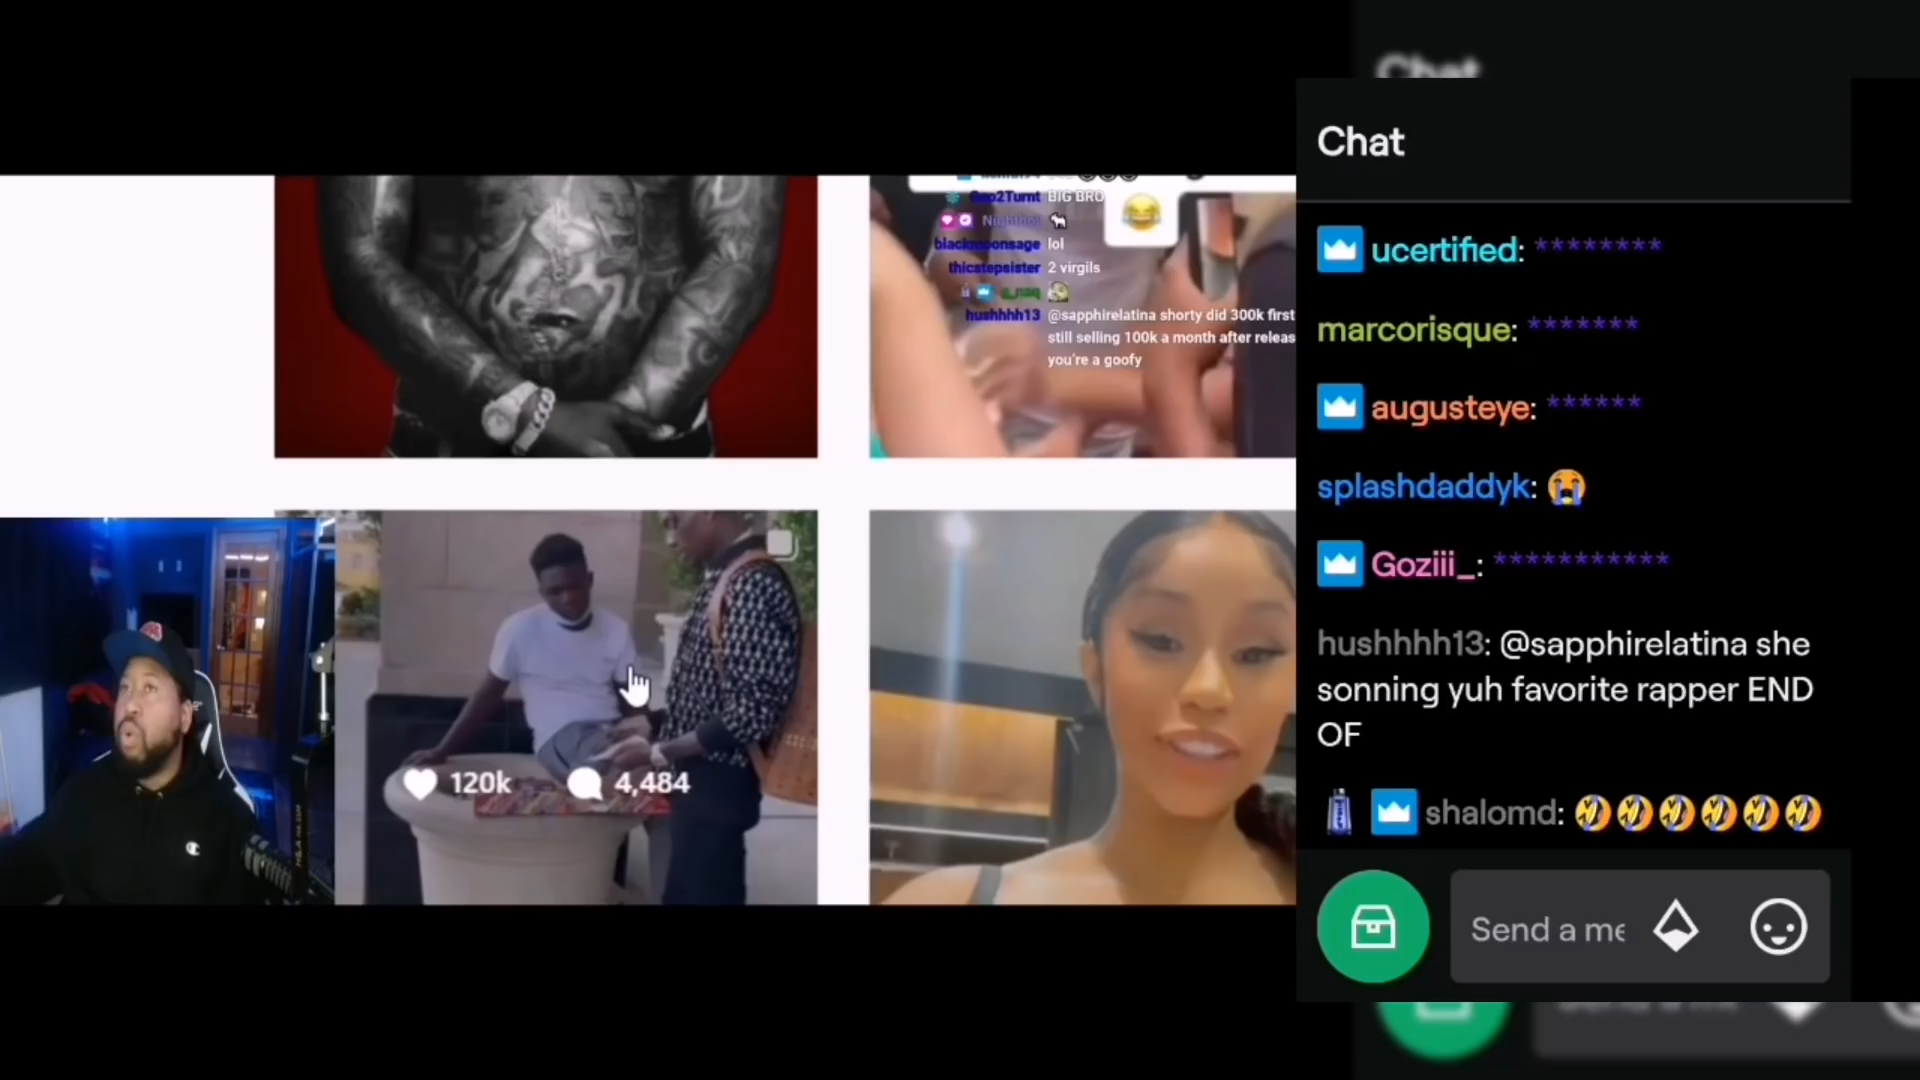 Chat
BIG BRO
blackmoonsage lol
thicstepsister 2 virgils
hushhhh13 @sapphirelatina shorty did 300k first
still selling 100k a month after releas
you're a goofy
120k 4,484
Chat
ucertified: ********
marcorisque: *******
augusteye: ******
splashdaddyk: 😭
Goziii_: ***********
hushhhh13: @sapphirelatina she
sonning yuh favorite rapper END
OF
shalomd: 🤣🤣🤣🤣🤣🤣
Send a me